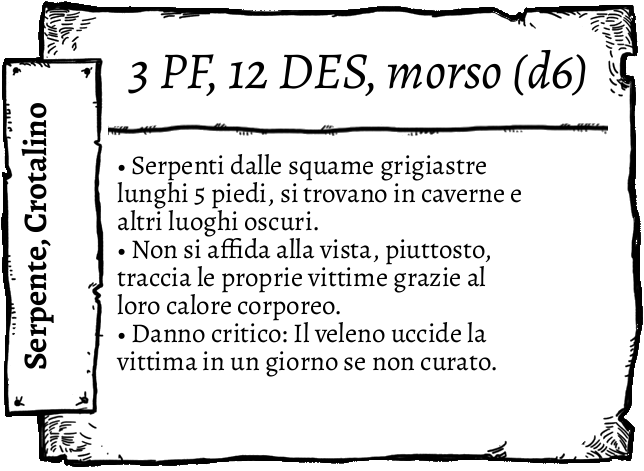 Serpente, Crotalino
3 PF, 12 DES, morso (d6)
• Serpenti dalle squame grigiastre
lunghi 5 piedi, si trovano in caverne e
altri luoghi oscuri.
• Non si affida alla vista, piuttosto,
traccia le proprie vittime grazie al
loro calore corporeo.
• Danno critico: Il veleno uccide la
vittima in un giorno se non curato.